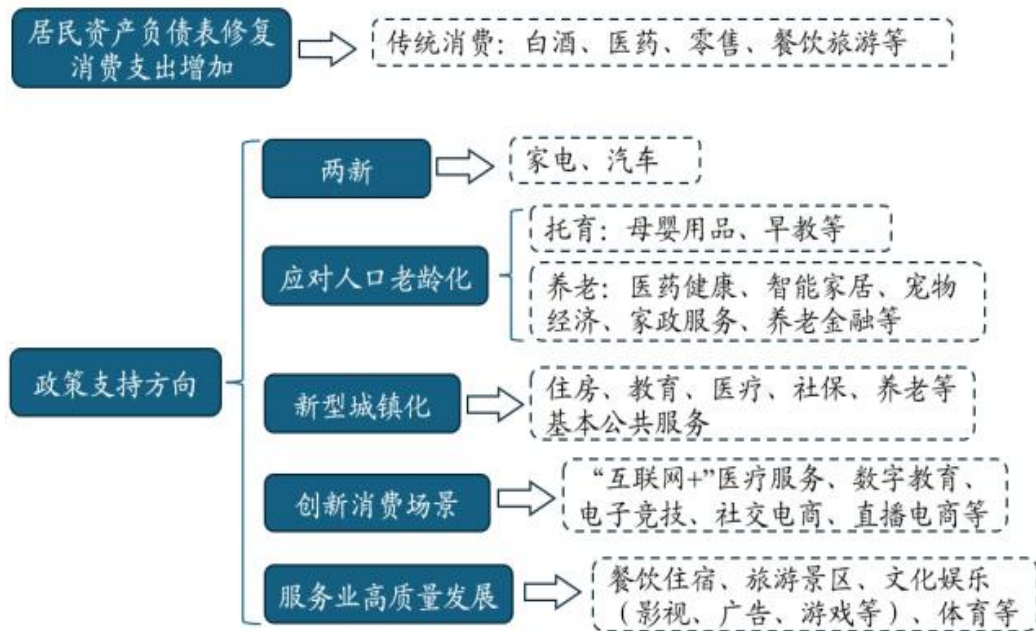 居民资产负债表修复
消费支出增加
传统消费：白酒、医药、零售、餐饮旅游等
政策支持方向
两新
家电、汽车
应对人口老龄化
托育：母婴用品、早教等
养老：医药健康、智能家居、宠物
经济、家政服务、养老金融等
新型城镇化
住房、教育、医疗、社保、养老等
基本公共服务
创新消费场景
“互联网+”医疗服务、数字教育、
电子竞技、社交电商、直播电商等
服务业高质量发展
餐饮住宿、旅游景区、文化娱乐
（影视、广告、游戏等）、体育等